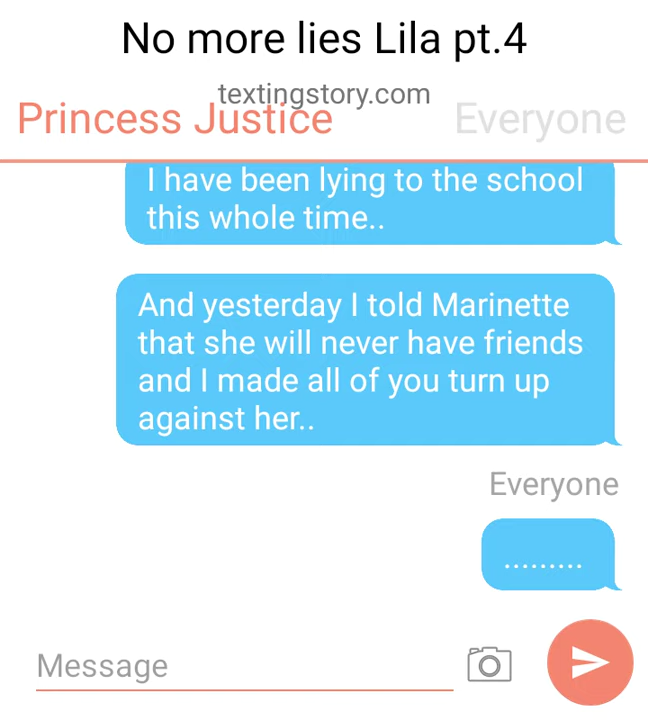 No more lies Lila pt.4
textingstory.com
Princess Justice
Everyone
I have been lying to the school
this whole time..
And yesterday I told Marinette
that she will never have friends
and I made all of you turn up
against her..
Everyone
.........
Message